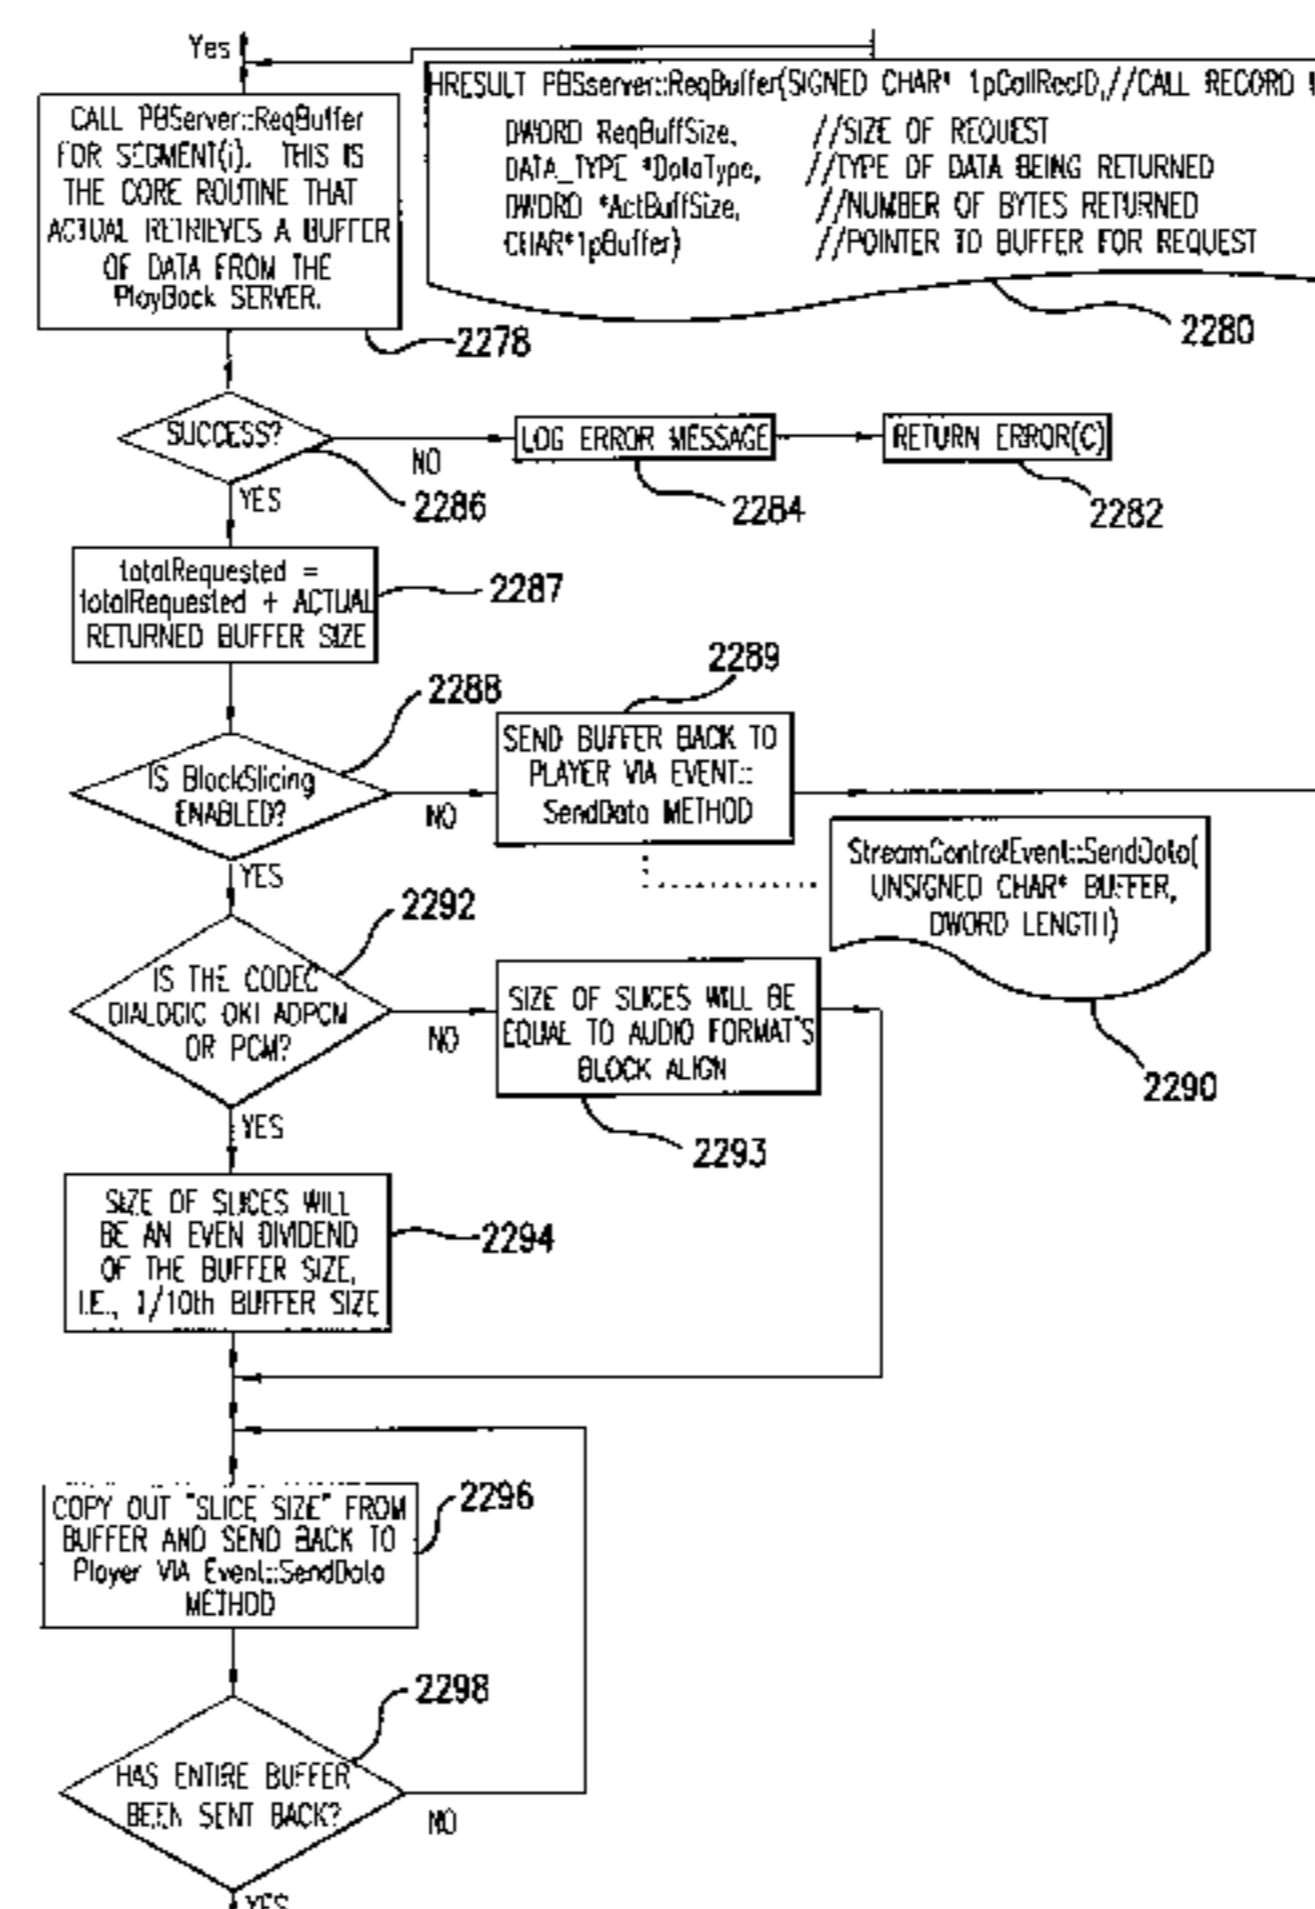 Yes
CALL PBServer::ReqBuffer
FOR SEGMENT(i). THIS IS
THE CORE ROUTINE THAT
ACTUAL RETRIEVES A BUFFER
OF DATA FROM THE
PlayBack SERVER.
2278
HRESULT PBSserver::ReqBuffer(SIGNED CHAR* lpCallRecID,//CALL RECORD
DWORD ReqBuffSize, //SIZE OF REQUEST
DATA_TYPE *DataType, //TYPE OF DATA BEING RETURNED
DWORD *ActBuffSize, //NUMBER OF BYTES RETURNED
CHAR*lpBuffer) //POINTER TO BUFFER FOR REQUEST
2280
SUCCESS?
NO
YES
2286
LOG ERROR MESSAGE
2284
RETURN ERROR(C)
2282
totalRequested =
totalRequested + ACTUAL
RETURNED BUFFER SIZE
2287
IS BlockSlicing
ENABLED?
2288
NO
YES
SEND BUFFER BACK TO
PLAYER VIA EVENT::
SendData METHOD
2289
StreamControlEvent::SendData(
UNSIGNED CHAR* BUFFER,
DWORD LENGTH)
2290
IS THE CODEC
DIALOGIC OKI ADPCM
OR PCM?
2292
NO
YES
SIZE OF SLICES WILL BE
EQUAL TO AUDIO FORMAT'S
BLOCK ALIGN
2293
SIZE OF SLICES WILL
BE AN EVEN DIVIDEND
OF THE BUFFER SIZE,
I.E., 1/10th BUFFER SIZE
2294
COPY OUT "SLICE SIZE" FROM
BUFFER AND SEND BACK TO
Player VIA Event::SendData
METHOD
2296
HAS ENTIRE BUFFER
BEEN SENT BACK?
2298
NO
YES